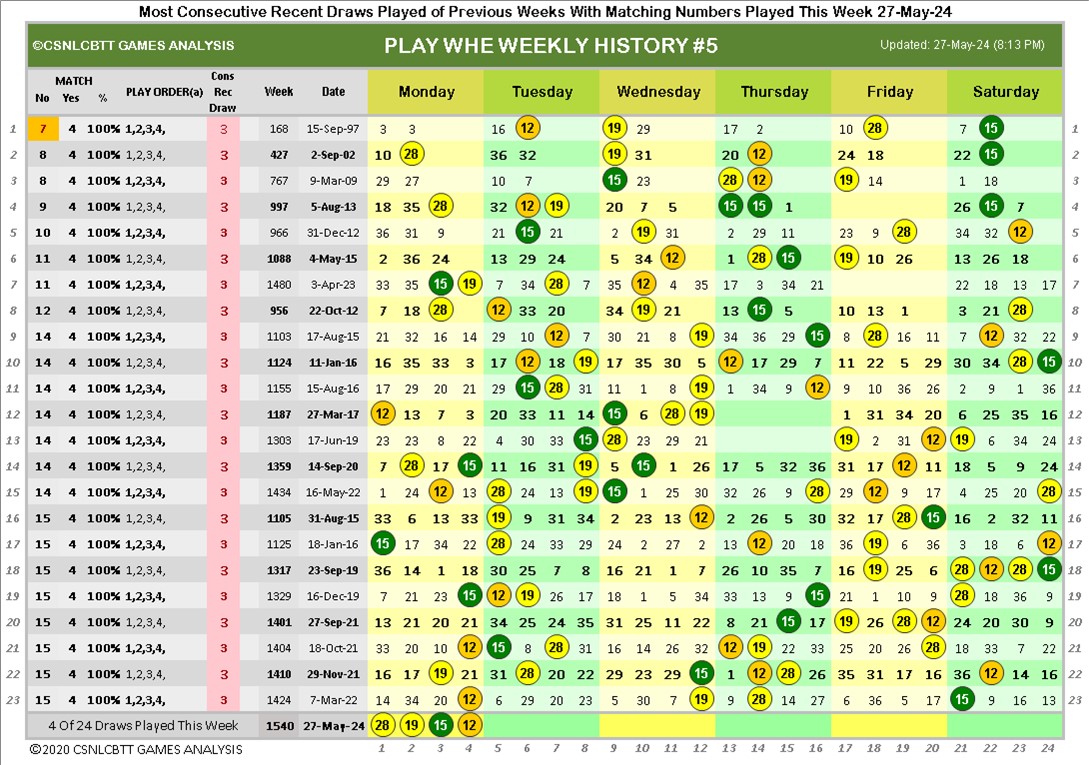 Most Consecutive Recent Draws Played of Previous Weeks With Matching Numbers Played This Week 27-May-24
©CSNLCBTT GAMES ANALYSIS PLAY WHE WEEKLY HISTORY #5 Updated: 27-May-24 (8:13 PM)
No MATCH Yes % PLAY ORDER(a) Cons Rec Draw Week Date Monday Tuesday Wednesday Thursday Friday Saturday
1 7 4 100% 1,2,3,4, 3 168 15-Sep-97 3 3 16 12 19 29 17 2 10 28 7 15 1
2 8 4 100% 1,2,3,4, 3 427 2-Sep-02 10 28 36 32 19 31 20 12 24 18 22 15 2
3 8 4 100% 1,2,3,4, 3 767 9-Mar-09 29 27 10 7 15 23 28 12 19 14 1 18 3
4 9 4 100% 1,2,3,4, 3 997 5-Aug-13 18 35 28 32 12 19 20 7 5 15 15 1 26 15 7 4
5 10 4 100% 1,2,3,4, 3 966 31-Dec-12 36 31 9 21 15 21 2 19 31 2 29 11 23 9 28 34 32 12 5
6 11 4 100% 1,2,3,4, 3 1088 4-May-15 2 36 24 13 29 24 5 34 12 1 28 15 19 10 26 13 26 18 6
7 11 4 100% 1,2,3,4, 3 1480 3-Apr-23 33 35 15 19 7 34 28 7 35 12 4 35 17 3 34 21 22 18 13 17 7
8 12 4 100% 1,2,3,4, 3 956 22-Oct-12 7 18 28 12 33 20 34 19 21 13 15 5 10 13 1 3 21 28 8
9 14 4 100% 1,2,3,4, 3 1103 17-Aug-15 21 32 16 14 29 10 12 7 30 21 8 19 34 36 29 15 8 28 16 11 7 12 32 22 9
10 14 4 100% 1,2,3,4, 3 1124 11-Jan-16 16 35 33 3 17 12 18 19 17 35 30 5 12 17 29 7 11 22 5 29 30 34 28 15 10
11 14 4 100% 1,2,3,4, 3 1155 15-Aug-16 17 29 20 21 29 15 28 31 11 1 8 19 1 34 9 12 9 10 36 26 2 9 1 36 11
12 14 4 100% 1,2,3,4, 3 1187 27-Mar-17 12 13 7 3 20 33 11 14 15 6 28 19 1 31 34 20 6 25 35 16 12
13 14 4 100% 1,2,3,4, 3 1303 17-Jun-19 23 23 8 22 4 30 33 15 28 23 29 21 19 2 31 12 19 6 34 24 13
14 14 4 100% 1,2,3,4, 3 1359 14-Sep-20 7 28 17 15 11 16 31 19 5 15 1 26 17 5 32 36 31 17 12 11 18 5 9 24 14
15 14 4 100% 1,2,3,4, 3 1434 16-May-22 1 24 12 13 28 24 13 19 15 1 25 30 32 26 9 28 29 12 9 17 4 25 20 28 15
16 15 4 100% 1,2,3,4, 3 1105 31-Aug-15 33 6 13 33 19 9 31 34 2 23 13 12 2 26 5 30 32 17 28 15 16 2 32 11 16
17 15 4 100% 1,2,3,4, 3 1125 18-Jan-16 15 17 34 22 28 24 33 29 24 2 27 2 13 12 20 18 36 19 6 36 3 18 6 12 17
18 15 4 100% 1,2,3,4, 3 1317 23-Sep-19 36 14 1 18 30 25 7 8 16 21 1 7 26 10 35 7 16 19 25 6 28 12 28 15 18
19 15 4 100% 1,2,3,4, 3 1329 16-Dec-19 7 21 23 15 12 19 26 17 18 1 5 34 33 13 9 15 21 1 10 9 28 18 36 9 19
20 15 4 100% 1,2,3,4, 3 1401 27-Sep-21 13 21 20 21 34 25 24 35 31 25 11 22 8 21 15 17 19 26 28 12 24 20 30 9 20
21 15 4 100% 1,2,3,4, 3 1404 18-Oct-21 33 20 10 12 15 8 28 31 16 14 26 32 12 19 22 33 25 20 26 28 18 33 7 22 21
22 15 4 100% 1,2,3,4, 3 1410 29-Nov-21 16 17 19 21 31 28 20 22 29 23 29 15 1 12 28 26 35 31 17 16 36 12 14 16 22
23 15 4 100% 1,2,3,4, 3 1424 7-Mar-22 14 34 20 12 6 29 20 15 5 30 7 19 9 28 14 27 6 36 5 17 15 9 16 13 23
4 Of 24 Draws Played This Week 1540 27-May-24 28 19 15 12
©2020 CSNLCBTT GAMES ANALYSIS 1 2 3 4 5 6 7 8 9 10 11 12 13 14 15 16 17 18 19 20 21 22 23 24